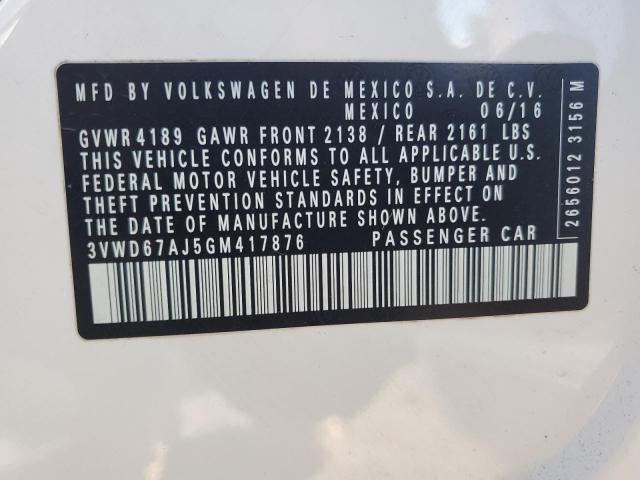 MFD BY VOLKSWAGEN DE MEXICO S.A. DE C.V.
MEXICO 06/16
GVWR 4189 GAWR FRONT 2138 / REAR 2161 LBS
THIS VEHICLE CONFORMS TO ALL APPLICABLE U.S.
FEDERAL MOTOR VEHICLE SAFETY, BUMPER AND
THEFT PREVENTION STANDARDS IN EFFECT ON
THE DATE OF MANUFACTURE SHOWN ABOVE.
3VWD67AJ5GM417876 PASSENGER CAR
2656012 3156 M